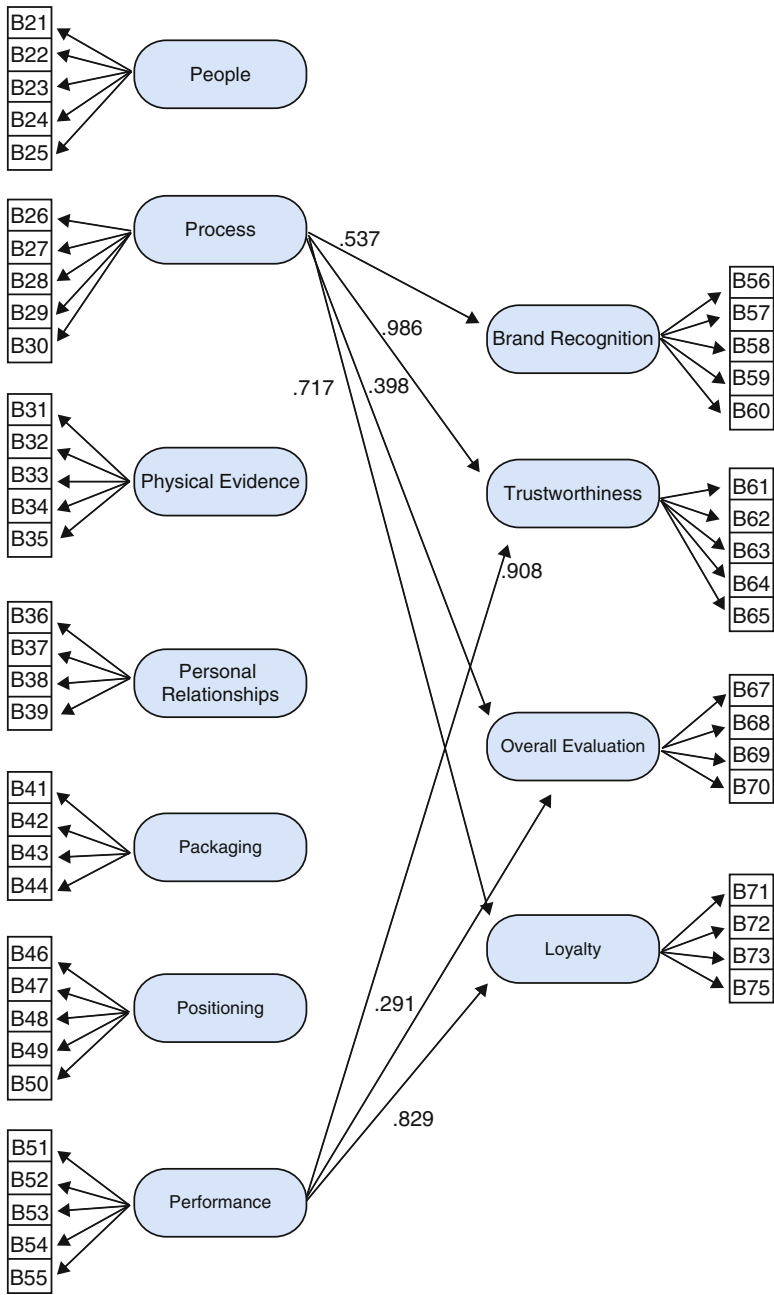 B21
B22
B23
B24
B25
People
B26
B27
B28
B29
B30
Process
B31
B32
B33
B34
B35
Physical Evidence
B36
B37
B38
B39
Personal
Relationships
B41
B42
B43
B44
Packaging
B46
B47
B48
B49
B50
Positioning
B51
B52
B53
B54
B55
Performance
.537
.986
.717
.398
.908
.291
.829
Brand Recognition
B56
B57
B58
B59
B60
Trustworthiness
B61
B62
B63
B64
B65
Overall Evaluation
B67
B68
B69
B70
Loyalty
B71
B72
B73
B75